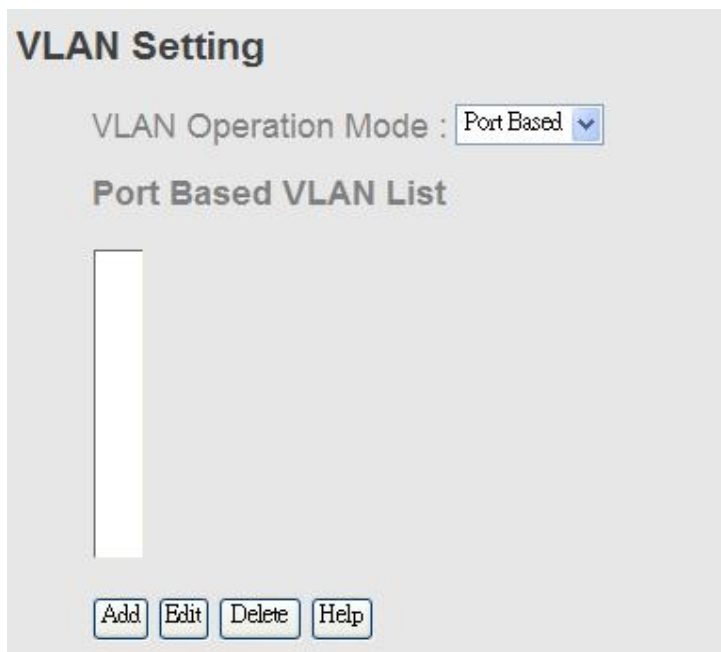 VLAN Setting
VLAN Operation Mode : Port Based
Port Based VLAN List
Add Edit Delete Help